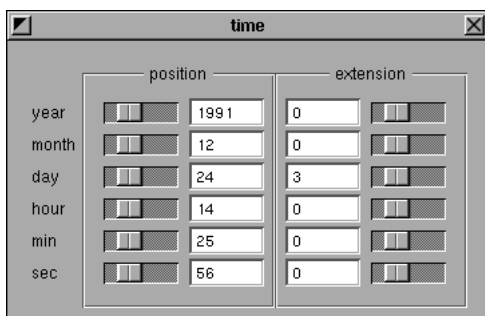 time
position extension
year 1991 0
month 12 0
day 24 3
hour 14 0
min 25 0
sec 56 0